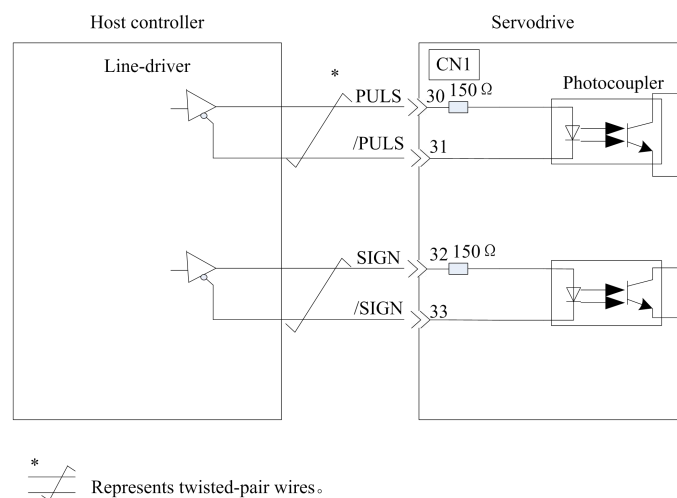 Host controller
Servodrive
Line-driver
CN1
Photocoupler
*
PULS
30
150 Ω
/PULS
31
SIGN
32
150 Ω
/SIGN
33
*
Represents twisted-pair wires。